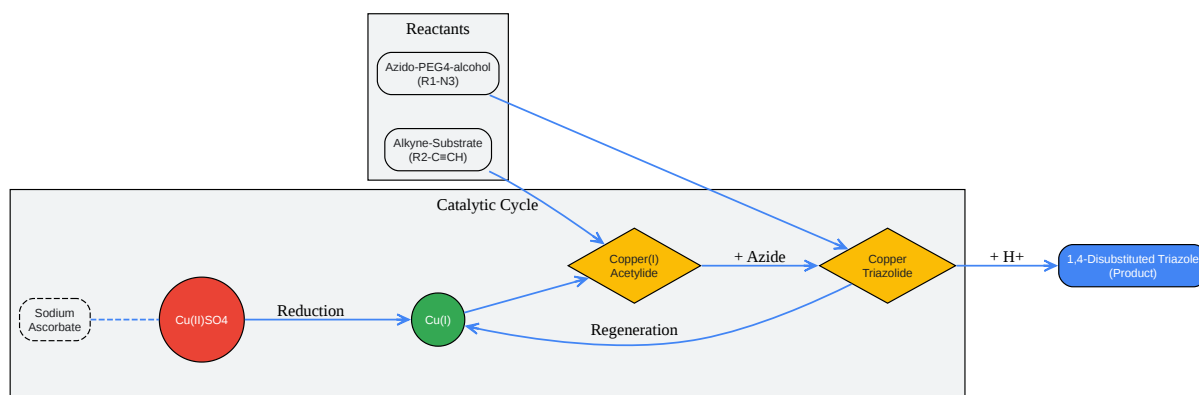 Reactants
Azido-PEG4-alcohol
(R1-N3)
Alkyne-Substrate
(R2-C≡CH)
Catalytic Cycle
Copper(I)
Acetylide
+ Azide
Copper
Triazolide
+ H+
1,4-Disubstituted Triazole
(Product)
Sodium
Ascorbate
Cu(II)SO4
Reduction
Cu(I)
Regeneration